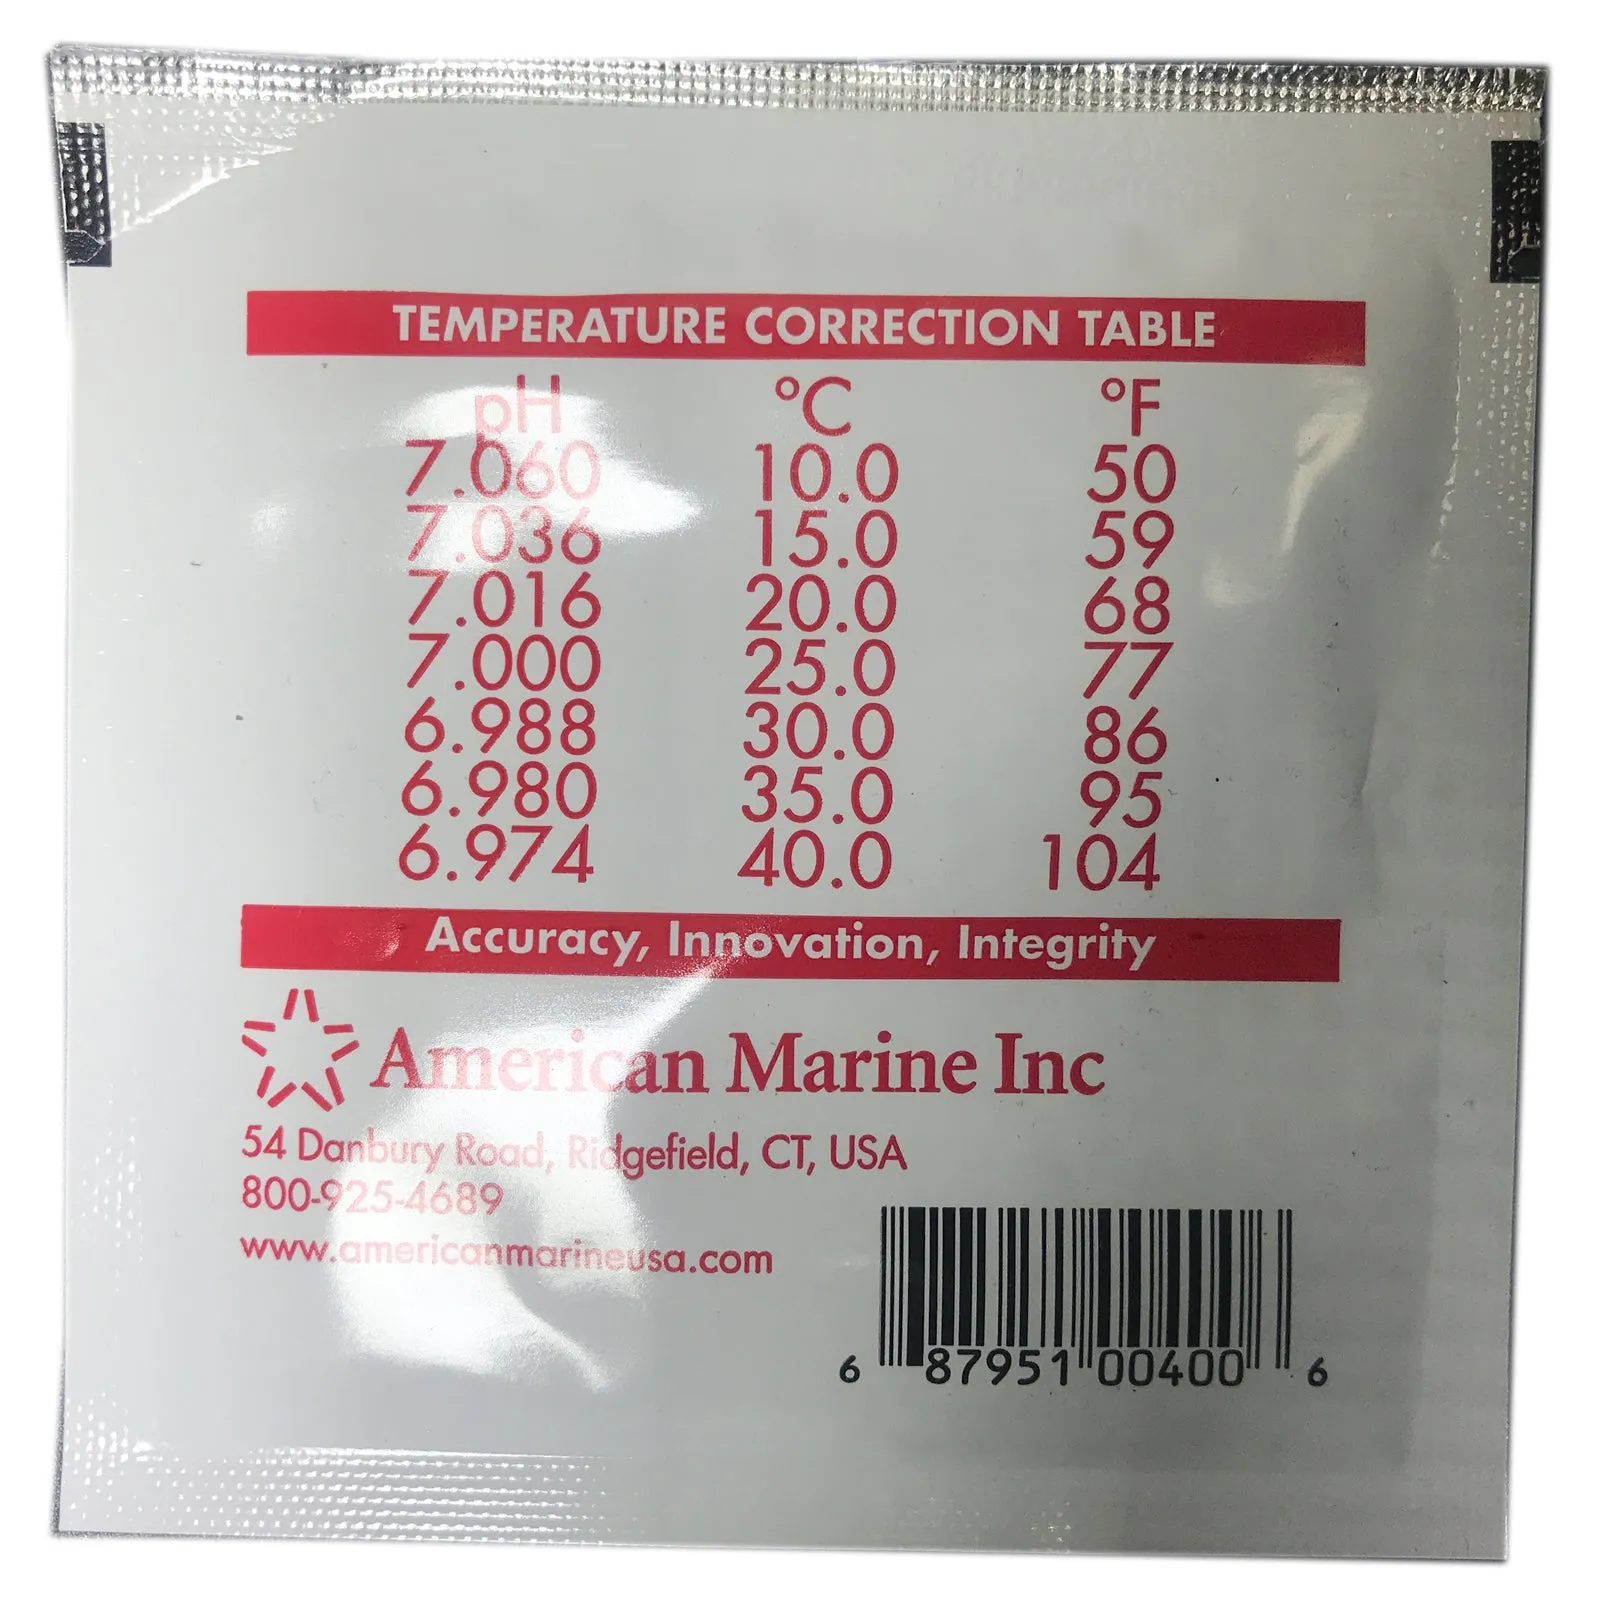 TEMPERATURE CORRECTION TABLE
pH °C °F
7.060 10.0 50
7.036 15.0 59
7.016 20.0 68
7.000 25.0 77
6.988 30.0 86
6.980 35.0 95
6.974 40.0 104
Accuracy, Innovation, Integrity
American Marine Inc
54 Danbury Road, Ridgefield, CT, USA
800-925-4689
www.americanmarineusa.com
6 87951 00400 6